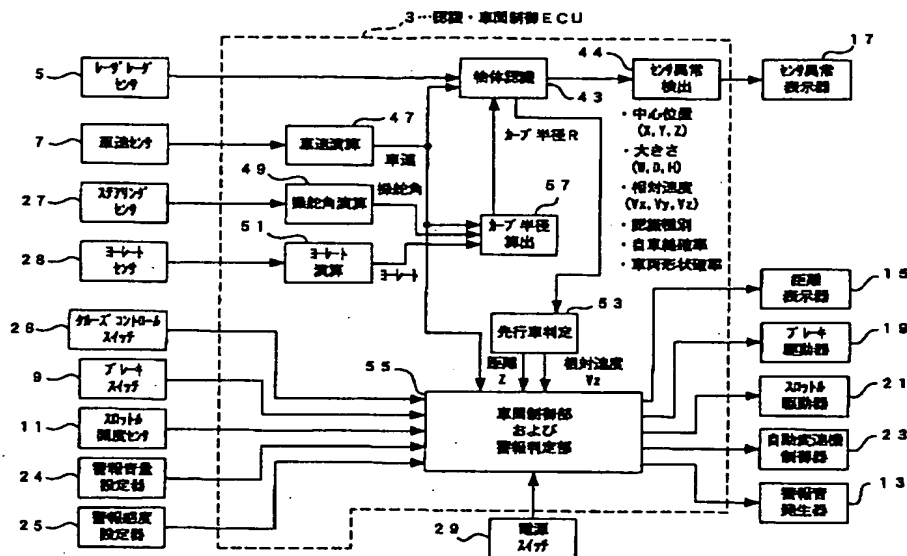 3…認識・車間制御ECU
5
レーダレーダ
センサ
物体認識
43
44
センサ異常
検出
17
センサ異常
表示器
7
車速センサ
47
車速演算
車速
カーブ半径R
・中心位置
(X,Y,Z)
・大きさ
(W,D,H)
・相対速度
(Vx,Vy,Vz)
・認識種別
・自車線確率
・車両形状確率
27
ステアリング
センサ
49
操舵角演算
操舵角
57
カーブ半径
算出
28
ヨーレート
センサ
51
ヨーレート
演算
ヨーレート
53
先行車判定
距離
Z
相対速度
Vz
15
距離
表示器
26
クルーズコントロール
スイッチ
9
ブレーキ
スイッチ
55
車間制御部
および
警報判定部
19
ブレーキ
駆動器
11
スロットル
開度センサ
21
スロットル
駆動器
24
警報音量
設定器
23
自動変速機
制御器
25
警報感度
設定器
13
警報音
発生器
29
電源
スイッチ